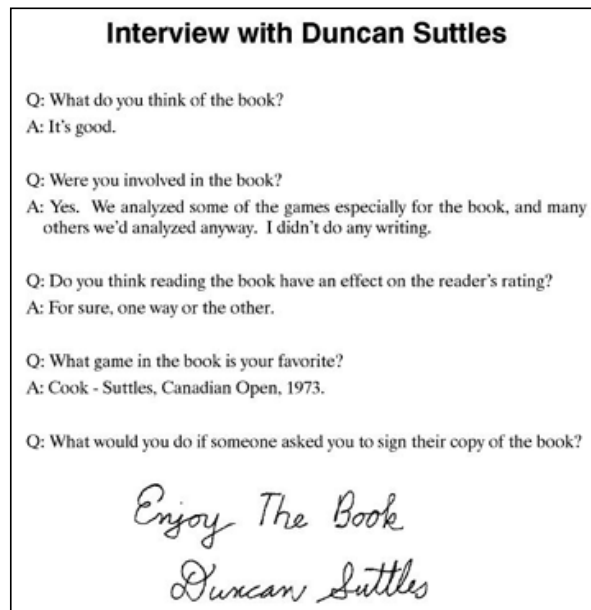 Interview with Duncan Suttles
Q: What do you think of the book?
A: It's good.
Q: Were you involved in the book?
A: Yes. We analyzed some of the games especially for the book, and many
others we'd analyzed anyway. I didn't do any writing.
Q: Do you think reading the book have an effect on the reader's rating?
A: For sure, one way or the other.
Q: What game in the book is your favorite?
A: Cook - Suttles, Canadian Open, 1973.
Q: What would you do if someone asked you to sign their copy of the book?
Enjoy The Book
Duncan Suttles